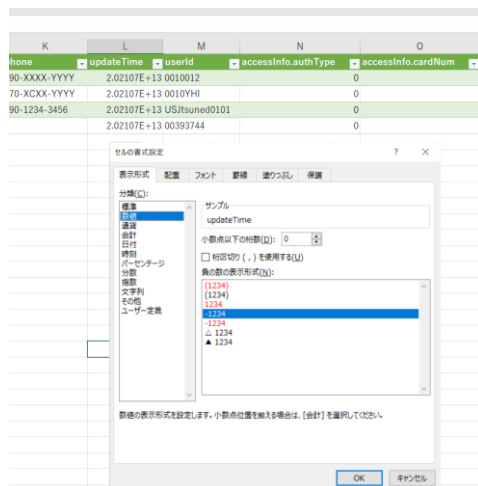 K L M N O
hone updateTime userId accessInfo.authType accessInfo.cardNum
90-XXXX-YYYY 2.02107E+13 0010012 0
70-XCXX-YYYY 2.02107E+13 0010YHI 0
90-1234-3456 2.02107E+13 USJtsuned0101 0
2.02107E+13 00393744 0
セルの書式設定 ? ×
表示形式 配置 フォント 罫線 塗りつぶし 保護
分類(C):
標準
数値
通貨
会計
日付
時刻
パーセンテージ
分数
指数
文字列
その他
ユーザー定義
サンプル
updateTime
小数点以下の桁数(D): 0
桁区切り ( , ) を使用する(U)
負の数の表示形式(N):
(1234)
(1234)
1234
-1234
-1234
△ 1234
▲ 1234
数値の表示形式を設定します。小数点位置を揃える場合は、[会計] を選択してください。
OK キャンセル